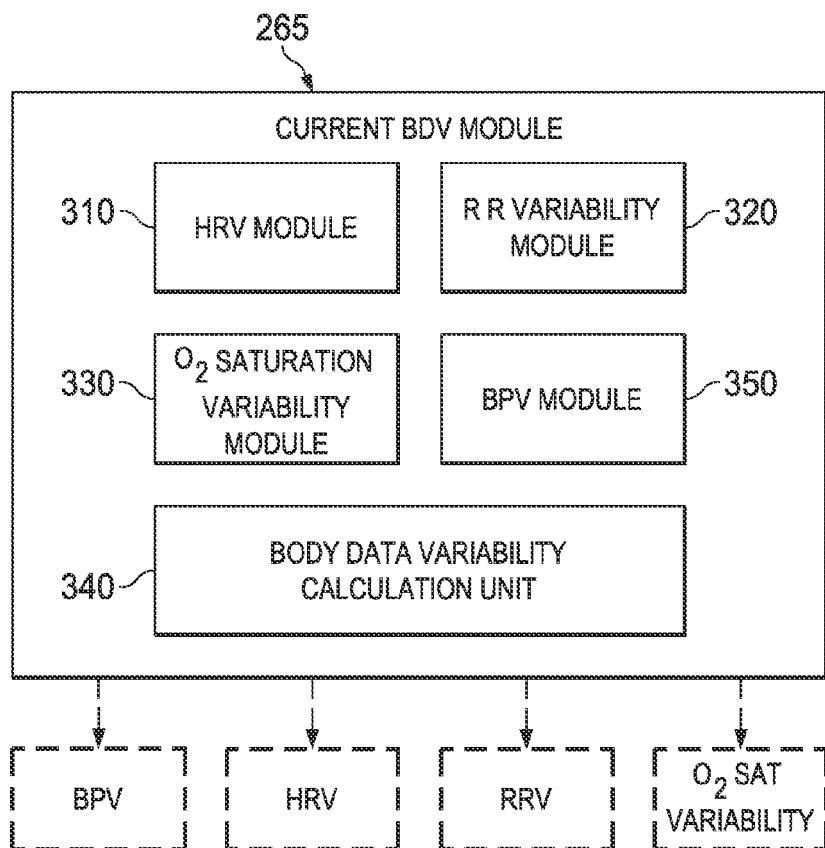 265
CURRENT BDV MODULE
310
HRV MODULE
R R VARIABILITY
MODULE
320
330
O2 SATURATION
VARIABILITY
MODULE
BPV MODULE
350
340
BODY DATA VARIABILITY
CALCULATION UNIT
BPV
HRV
RRV
O2 SAT
VARIABILITY